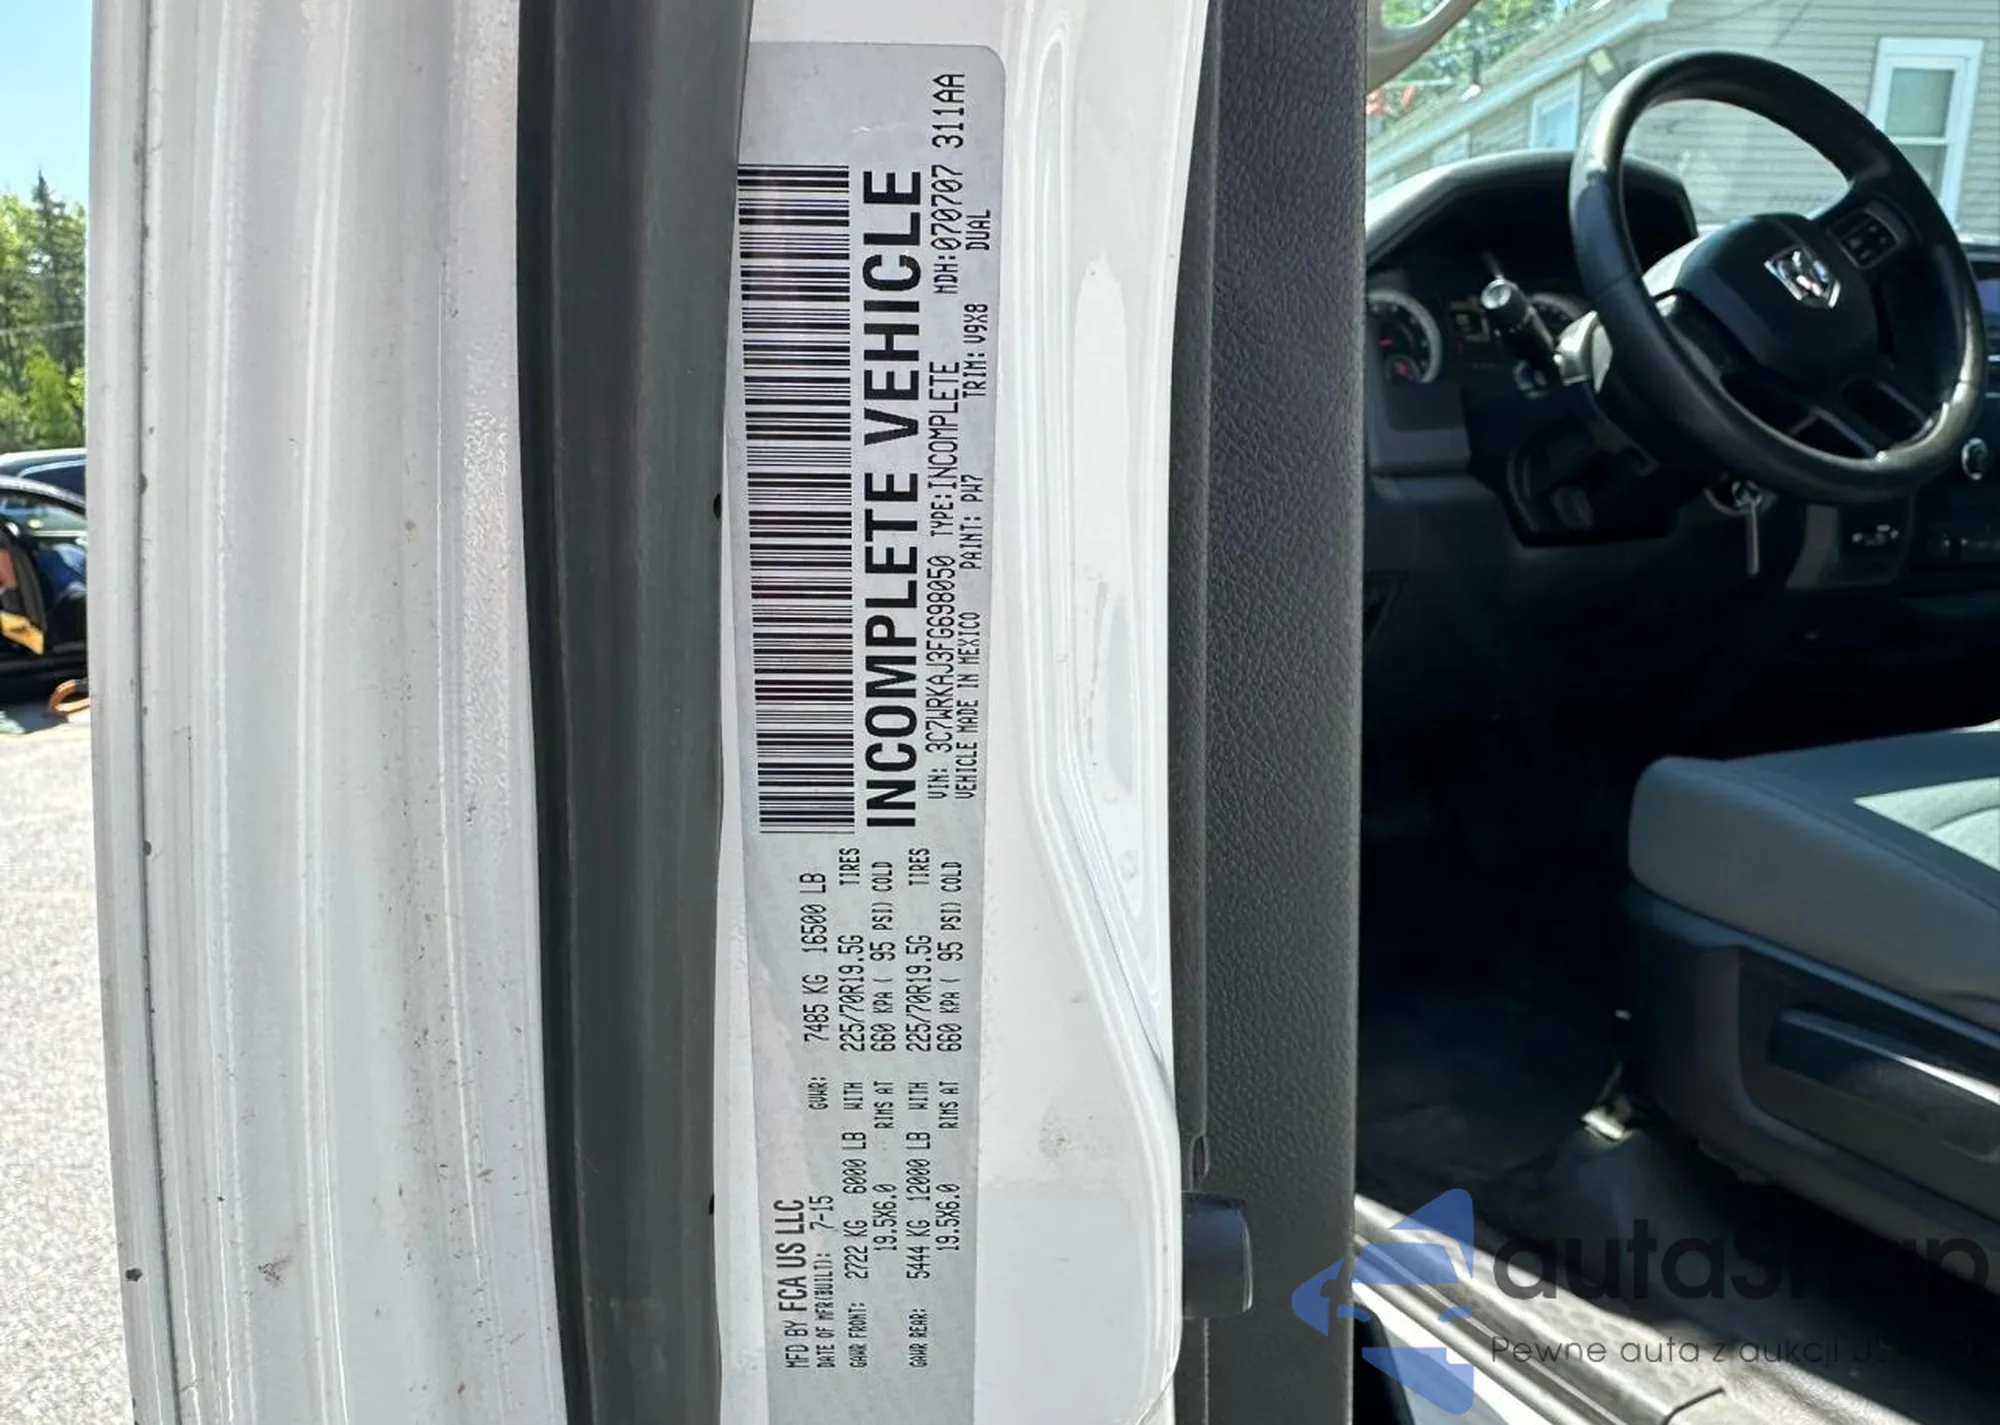 MFD BY FCA US LLC
DATE OF MFR(BUILT): 7-15 GVWR: 7485 KG 16500 LB
GAWR FRONT: 2722 KG 6000 LB WITH 225/70R19.5G TIRES
19.5X6.0 RIMS AT 660 KPA ( 95 PSI) COLD
GAWR REAR: 5444 KG 12000 LB WITH 225/70R19.5G TIRES
19.5X6.0 RIMS AT 660 KPA ( 95 PSI) COLD
INCOMPLETE VEHICLE
VIN: 3C7WRKAJ3FG698050 TYPE:INCOMPLETE MDH:070707 311AA
VEHICLE MADE IN MEXICO PAINT: PW7 TRIM: V9X8 DUAL
autashop
Pewne auta z aukcji